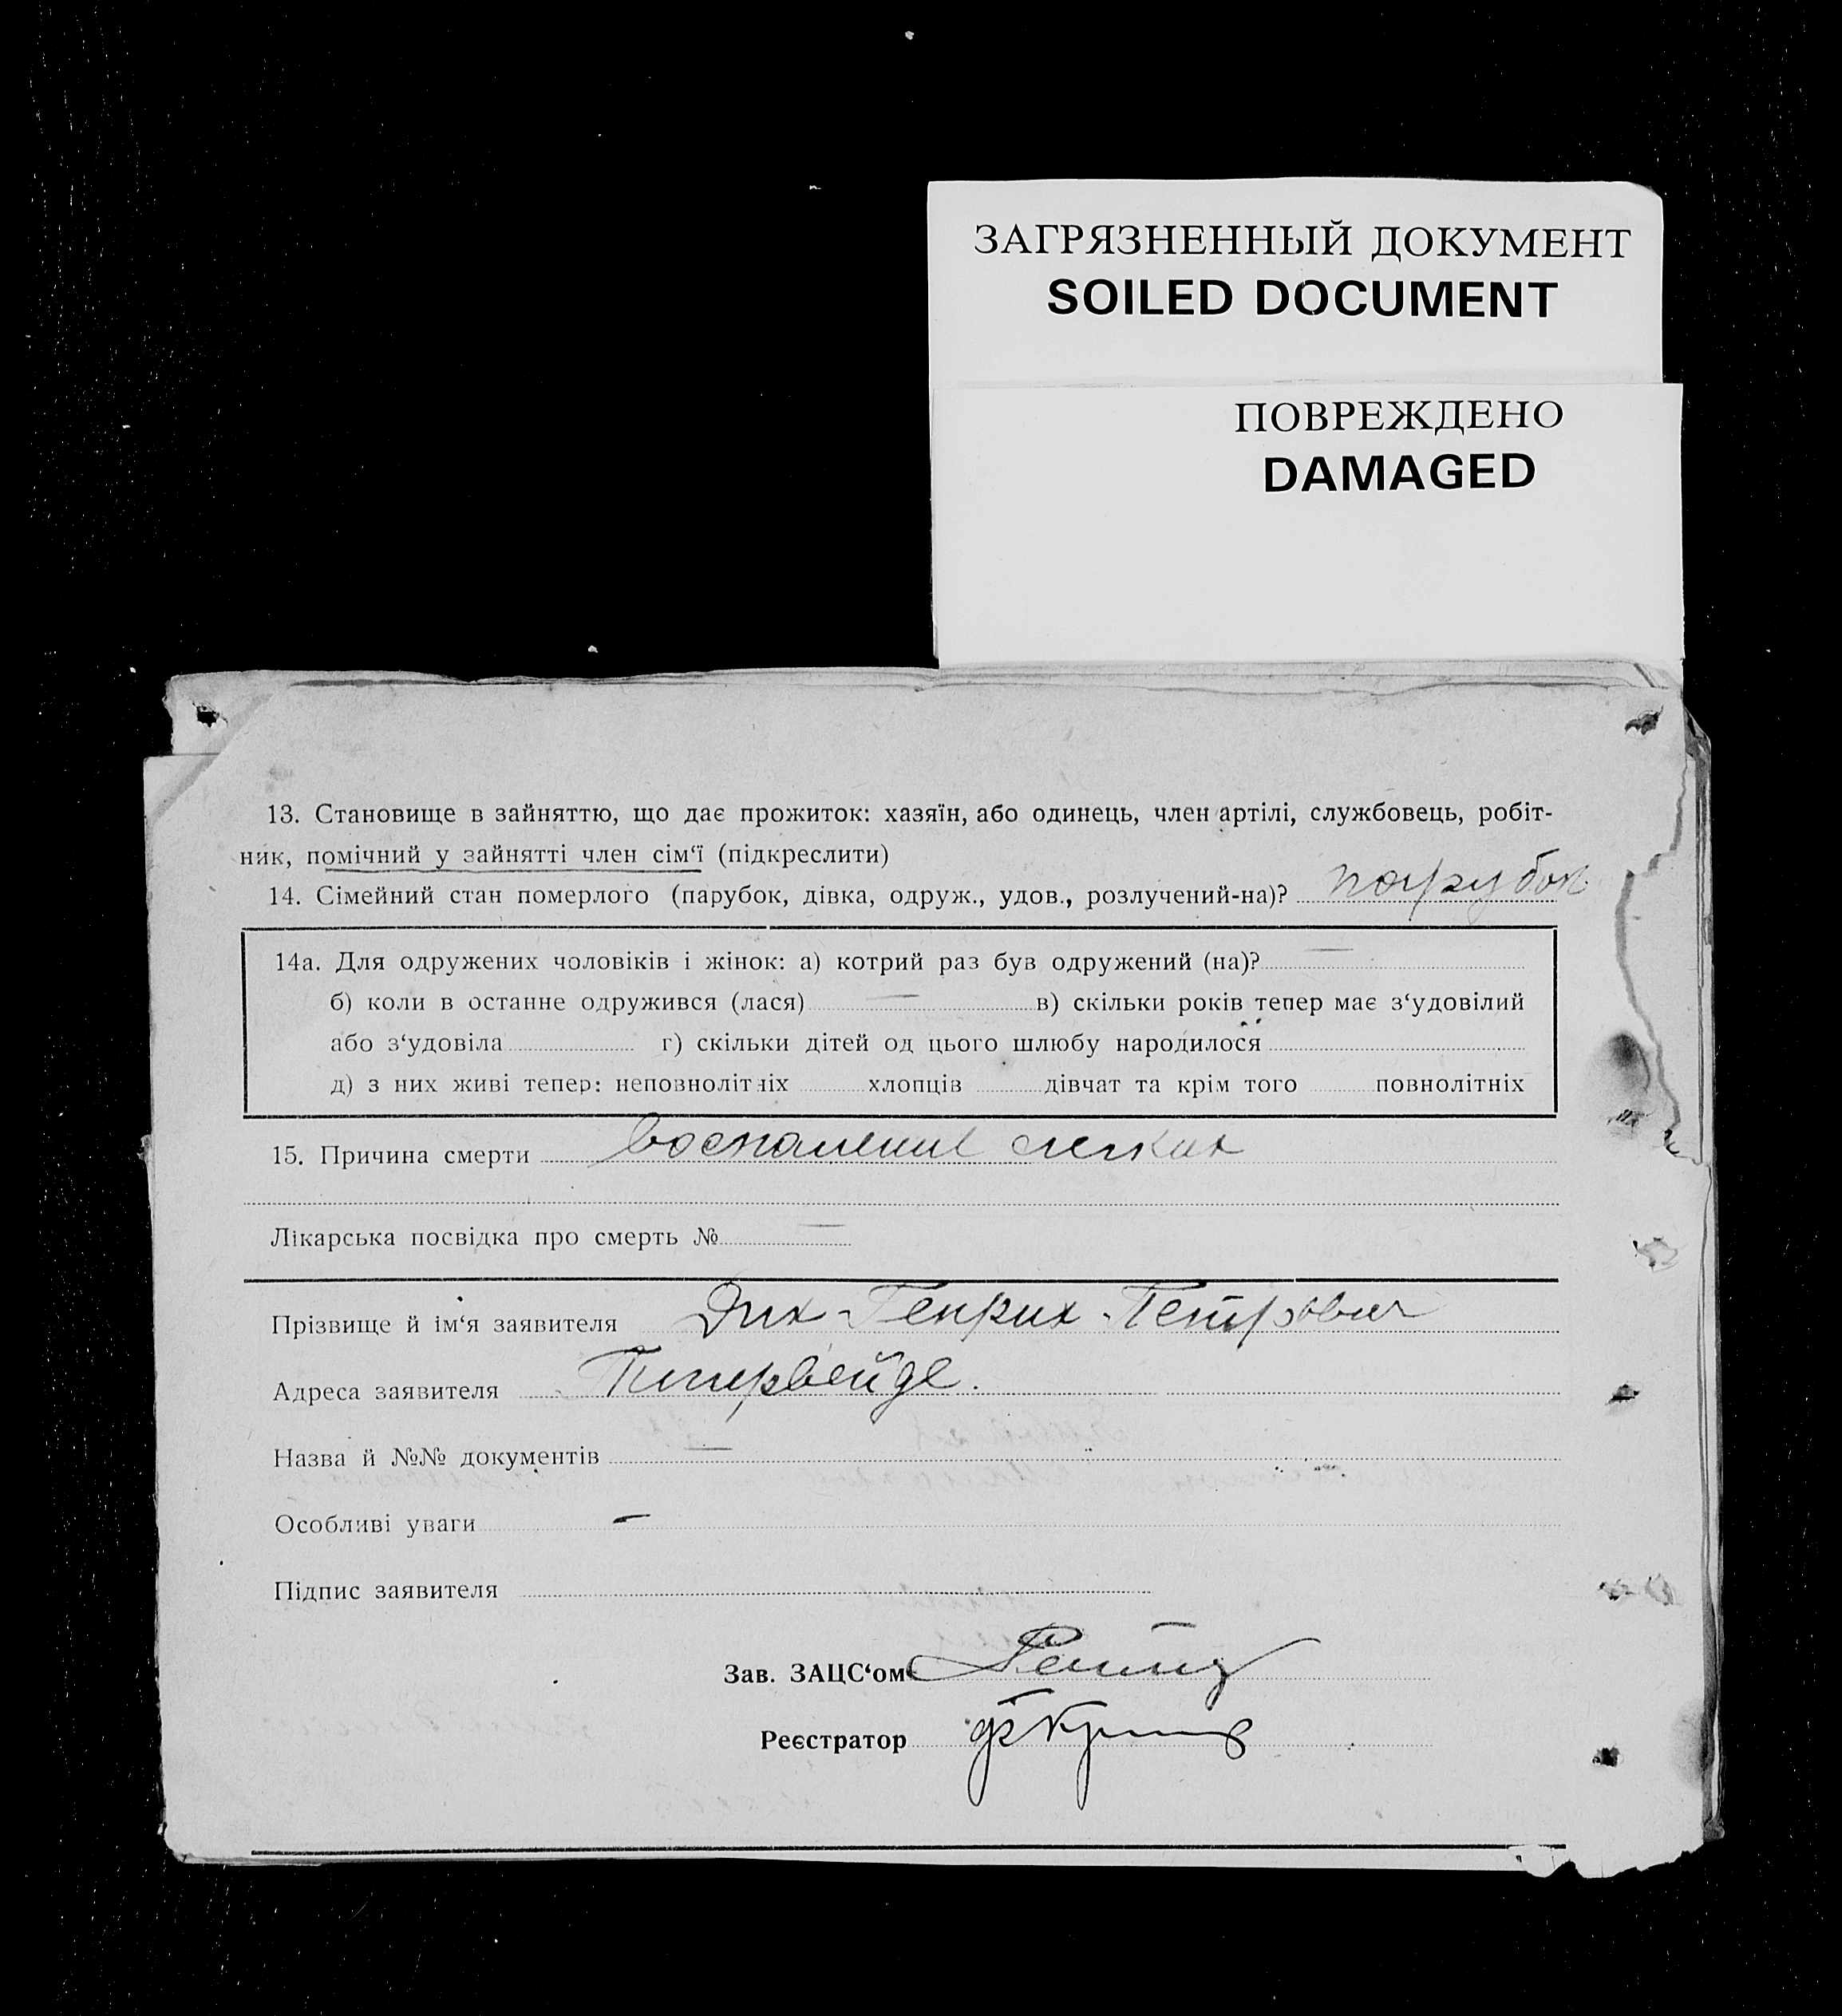 ЗАГРЯЗНЕННЫЙ ДОКУМЕНТ
SOILED DOCUMENT
ПОВРЕЖДЕНО
DAMAGED
13. Становище в зайняттю, що дає прожиток: хазяїн, або одинець, член артілі, службовець, робіт-
ник, помічний у зайнятті член сім‘ї (підкреслити)
14. Сімейний стан померлого (парубок, дівка, одруж., удов., розлучений-на)? парубок
14а. Для одружених чоловіків і жінок: а) котрий раз був одружений (на)? —
б) коли в останнє одружився (лася) — в) скільки років тепер має з‘удовілий
або з‘удовіла г) скільки дітей од цього шлюбу народилося
д) з них живі тепер: неповнолітніх хлопців дівчат та крім того повнолітніх
15. Причина смерти воспаление легких
Лікарська посвідка про смерть № —
Прізвище й ім‘я заявителя Дик Генрих Петрович
Адреса заявителя
Назва й №№ документів —
Особливі уваги —
Підпис заявителя
Зав. ЗАЦС‘ом
Реєстратор